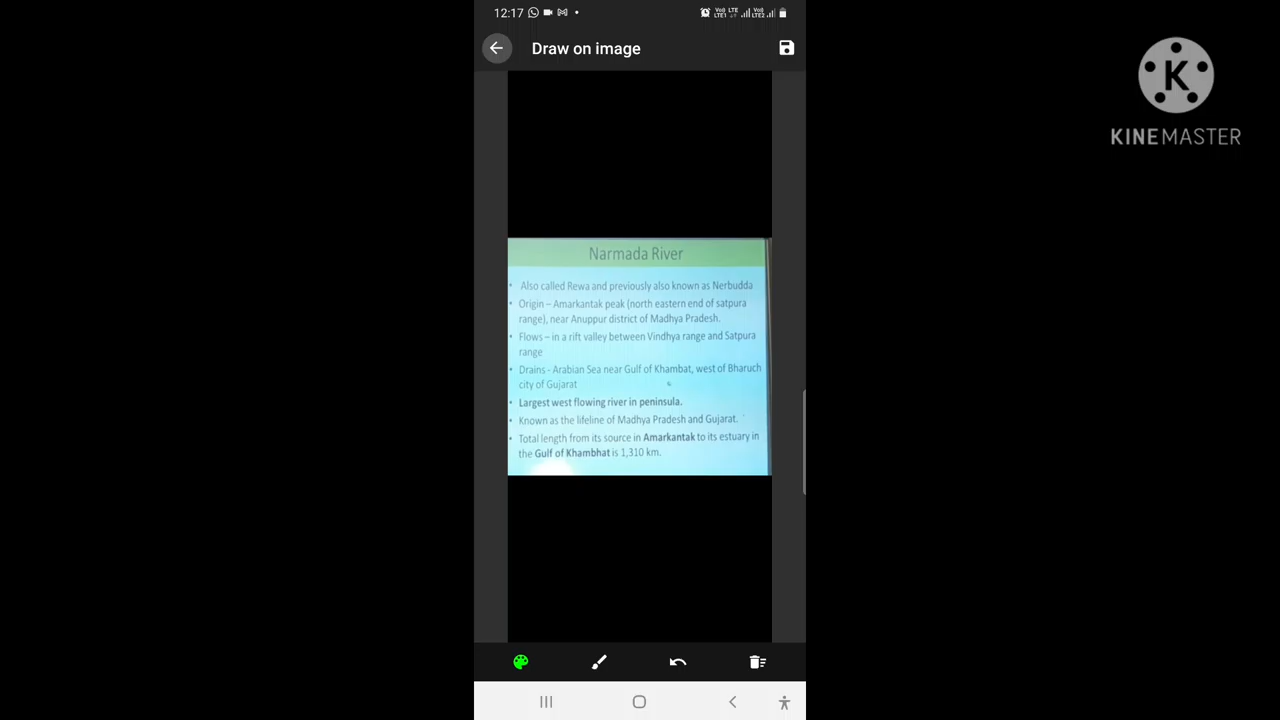 12:17
Draw on image
KINEMASTER
Narmada River
• Also called Rewa and previously also known as Nerbudda
• Origin – Amarkantak peak (north eastern end of satpura
range), near Anuppur district of Madhya Pradesh.
• Flows – in a rift valley between Vindhya range and Satpura
range
• Drains - Arabian Sea near Gulf of Khambat, west of Bharuch
city of Gujarat
• Largest west flowing river in peninsula.
• Known as the lifeline of Madhya Pradesh and Gujarat.
• Total length from its source in Amarkantak to its estuary in
the Gulf of Khambhat is 1,310 km.